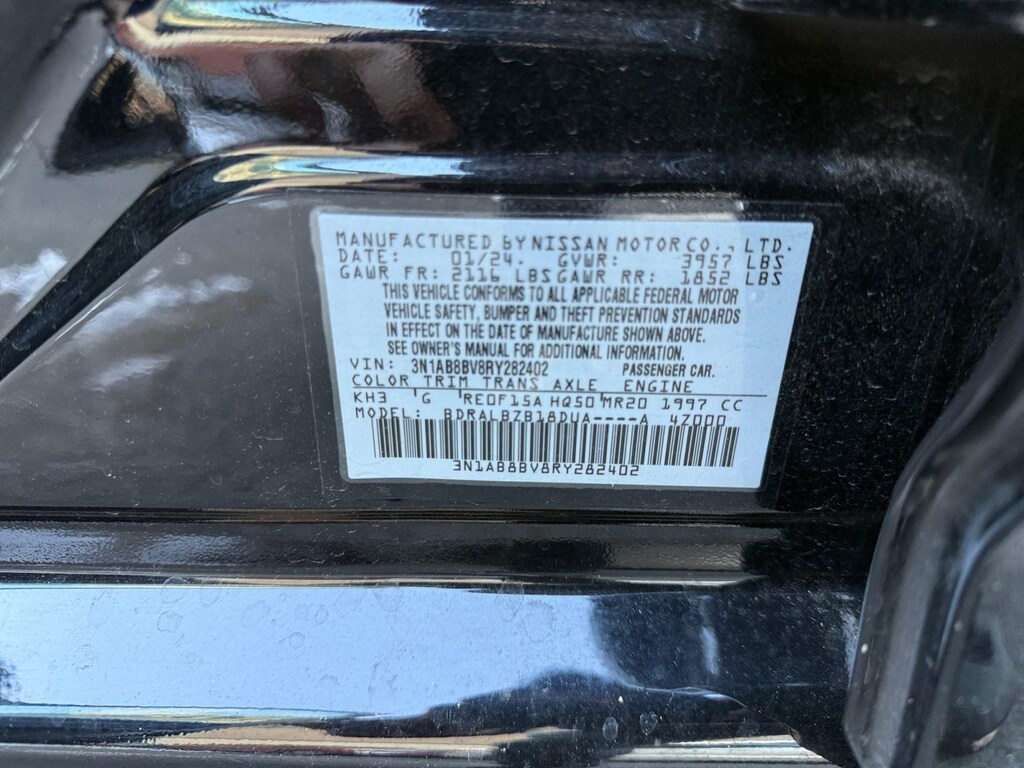 MANUFACTURED BY NISSAN MOTOR CO., LTD.
DATE: 01/24. GVWR: 3957 LBS
GAWR FR: 2116 LBS GAWR RR: 1852 LBS
THIS VEHICLE CONFORMS TO ALL APPLICABLE FEDERAL MOTOR
VEHICLE SAFETY, BUMPER AND THEFT PREVENTION STANDARDS
IN EFFECT ON THE DATE OF MANUFACTURE SHOWN ABOVE.
SEE OWNER'S MANUAL FOR ADDITIONAL INFORMATION.
VIN: 3N1AB8BV8RY282402 PASSENGER CAR.
COLOR TRIM TRANS AXLE ENGINE
KH3 G RE0F15A HQ50 MR20 1997 CC
MODEL: BDRALBZB18DUA----A 4Z000
3N1AB8BV8RY282402